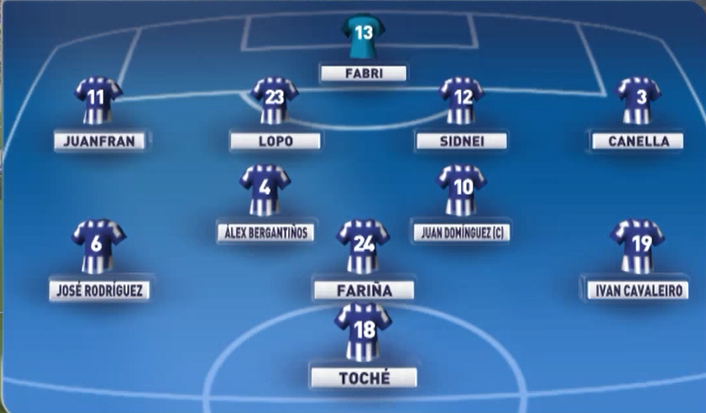 13
FABRI
11
23
12
3
JUANFRAN
LOPO
SIDNEI
CANELLA
4
10
ÁLEX BERGANTIÑOS
JUAN DOMÍNGUEZ (C)
6
24
19
JOSÉ RODRÍGUEZ
FARIÑA
IVAN CAVALEIRO
18
TOCHÉ